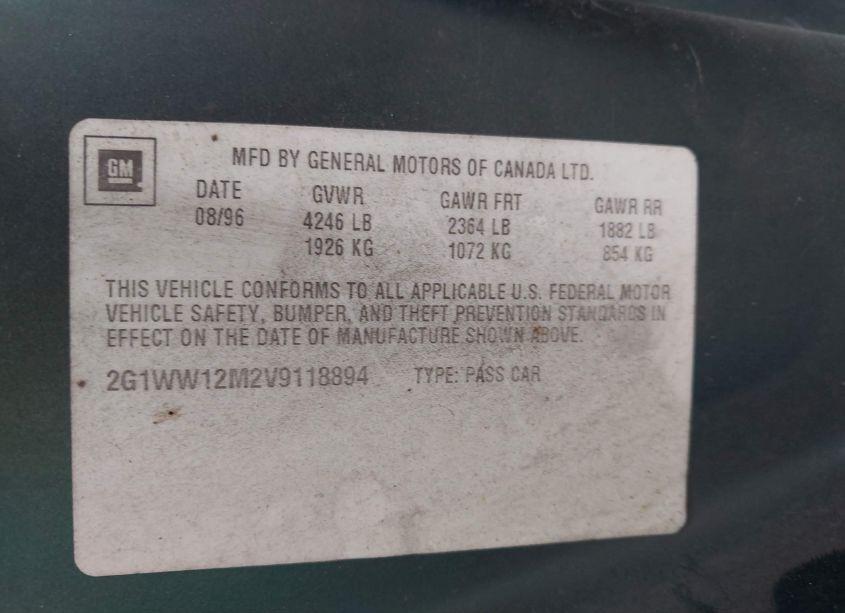 GM
MFD BY GENERAL MOTORS OF CANADA LTD.
DATE GVWR GAWR FRT GAWR RR
08/96 4246 LB 2364 LB 1882 LB
1926 KG 1072 KG 854 KG
THIS VEHICLE CONFORMS TO ALL APPLICABLE U.S. FEDERAL MOTOR
VEHICLE SAFETY, BUMPER, AND THEFT PREVENTION STANDARDS IN
EFFECT ON THE DATE OF MANUFACTURE SHOWN ABOVE.
2G1WW12M2V9118894 TYPE: PASS CAR